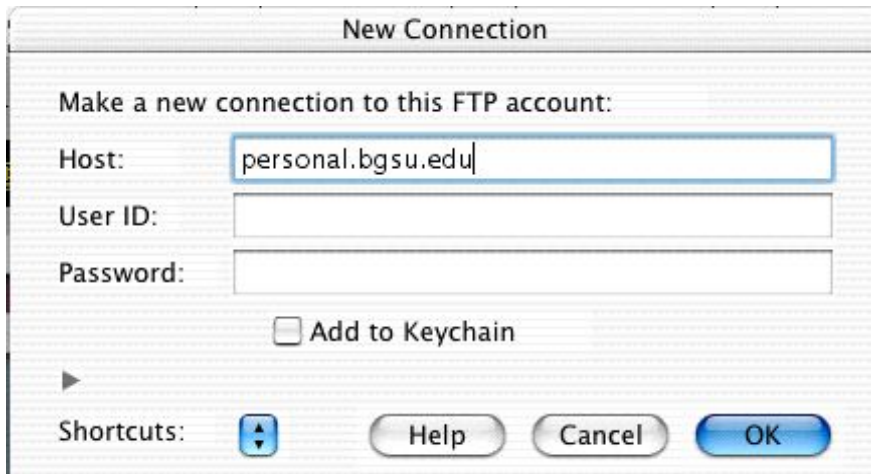 New Connection
Make a new connection to this FTP account:
Host: personal.bgsu.edu
User ID:
Password:
Add to Keychain
Shortcuts: Help Cancel OK